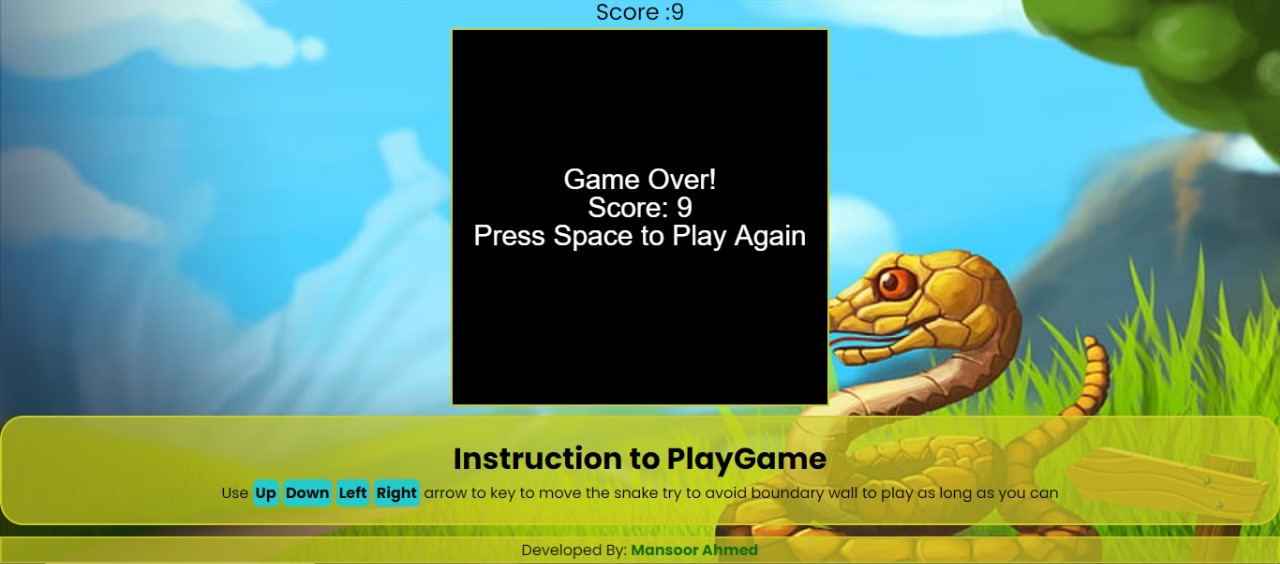 Score :9
Game Over!
Score: 9
Press Space to Play Again
Instruction to PlayGame
Use Up Down Left Right arrow to key to move the snake try to avoid boundary wall to play as long as you can
Developed By: Mansoor Ahmed